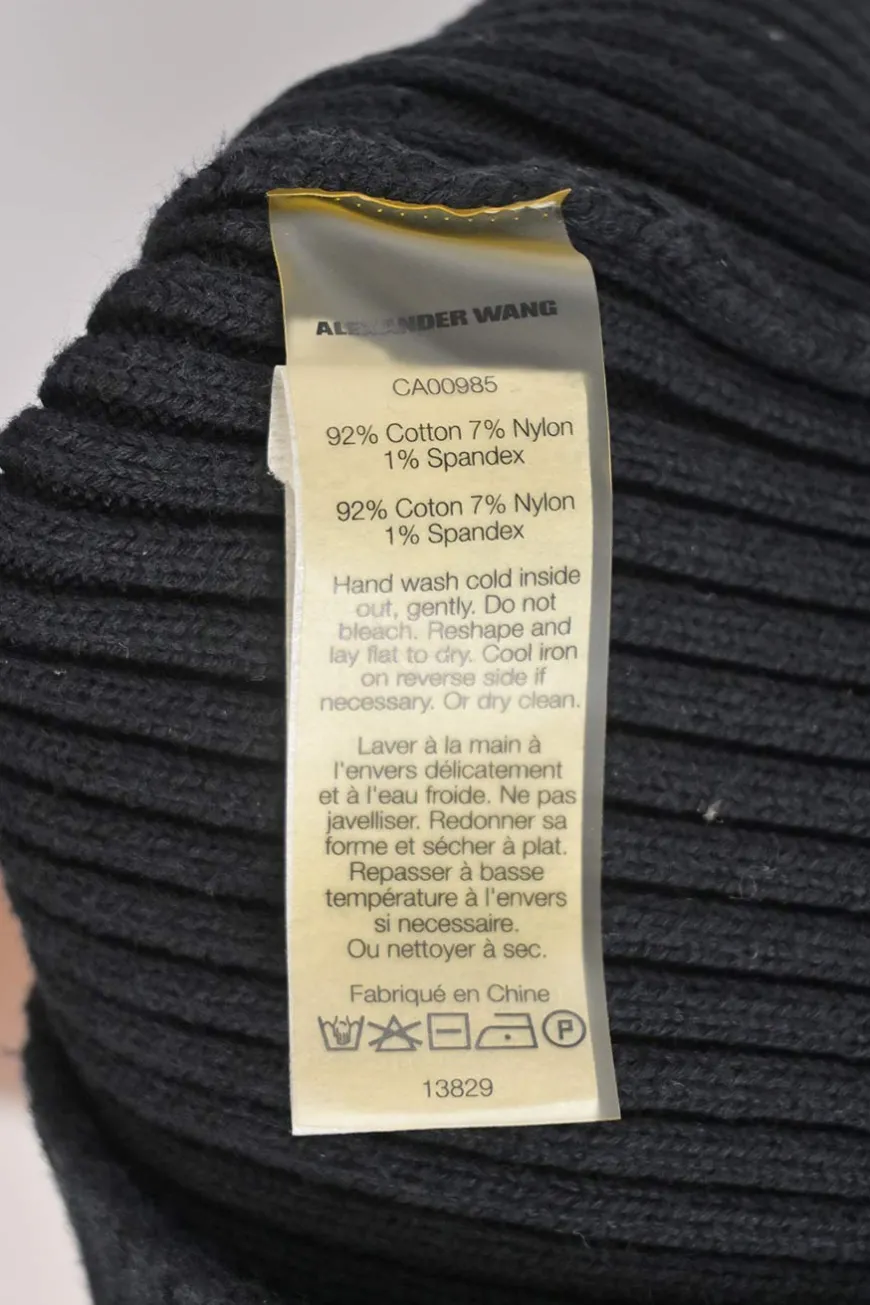 ALEXANDER WANG
CA00985
92% Cotton 7% Nylon
1% Spandex
92% Coton 7% Nylon
1% Spandex
Hand wash cold inside
out, gently. Do not
bleach. Reshape and
lay flat to dry. Cool iron
on reverse side if
necessary. Or dry clean.
Laver à la main à
l'envers délicatement
et à l'eau froide. Ne pas
javelliser. Redonner sa
forme et sécher à plat.
Repasser à basse
température à l'envers
si necessaire.
Ou nettoyer à sec.
Fabriqué en Chine
P
13829